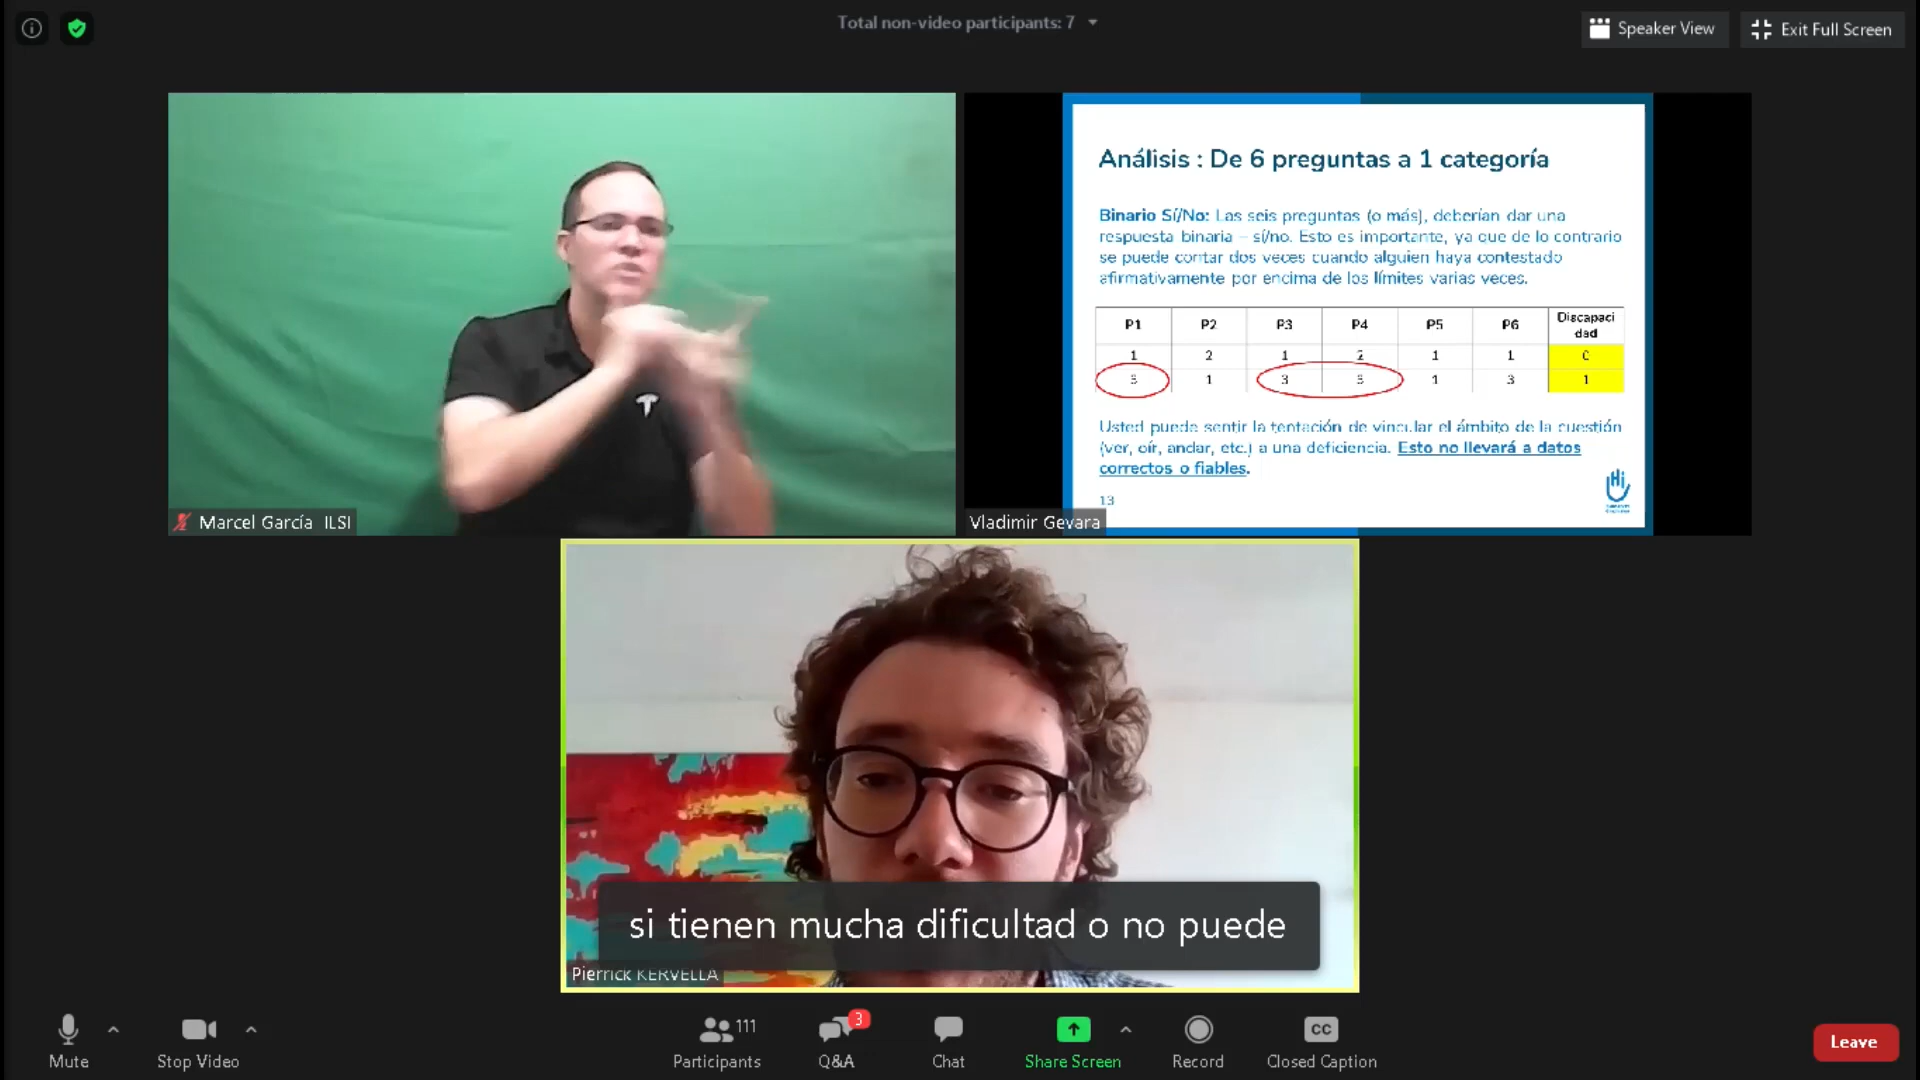 Total non-video participants: 7
Speaker View
Exit Full Screen
Marcel García ILSI
Análisis : De 6 preguntas a 1 categoría
Binario Sí/No: Las seis preguntas (o más), deberían dar una
respuesta binaria – sí/no. Esto es importante, ya que de lo contrario
se puede contar dos veces cuando alguien haya contestado
afirmativamente por encima de los límites varias veces.
P1 P2 P3 P4 P5 P6 Discapaci
dad
1 2 1 2 1 1 0
3 1 3 3 1 3 1
Usted puede sentir la tentación de vincular el ámbito de la cuestión
(ver, oír, andar, etc.) a una deficiencia. Esto no llevará a datos
correctos o fiables.
13
Hi
Vladimir Gevara
si tienen mucha dificultad o no puede
Pierrick KERVELLA
Mute
Stop Video
111
Participants
3
Q&A
Chat
Share Screen
Record
CC
Closed Caption
Leave